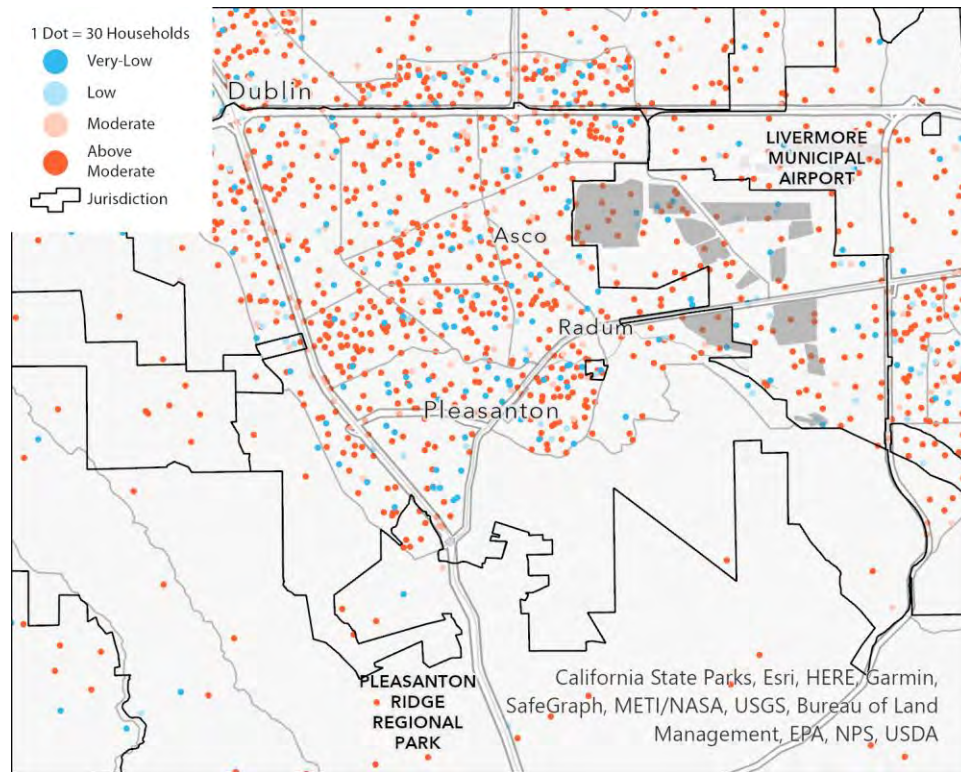 1 Dot = 30 Households
Very-Low
Low
Moderate
Above
Moderate
Jurisdiction
Dublin
LIVERMORE
MUNICIPAL
AIRPORT
Asco
Radum
Pleasanton
PLEASANTON
RIDGE
REGIONAL
PARK
California State Parks, Esri, HERE, Garmin,
SafeGraph, METI/NASA, USGS, Bureau of Land
Management, EPA, NPS, USDA